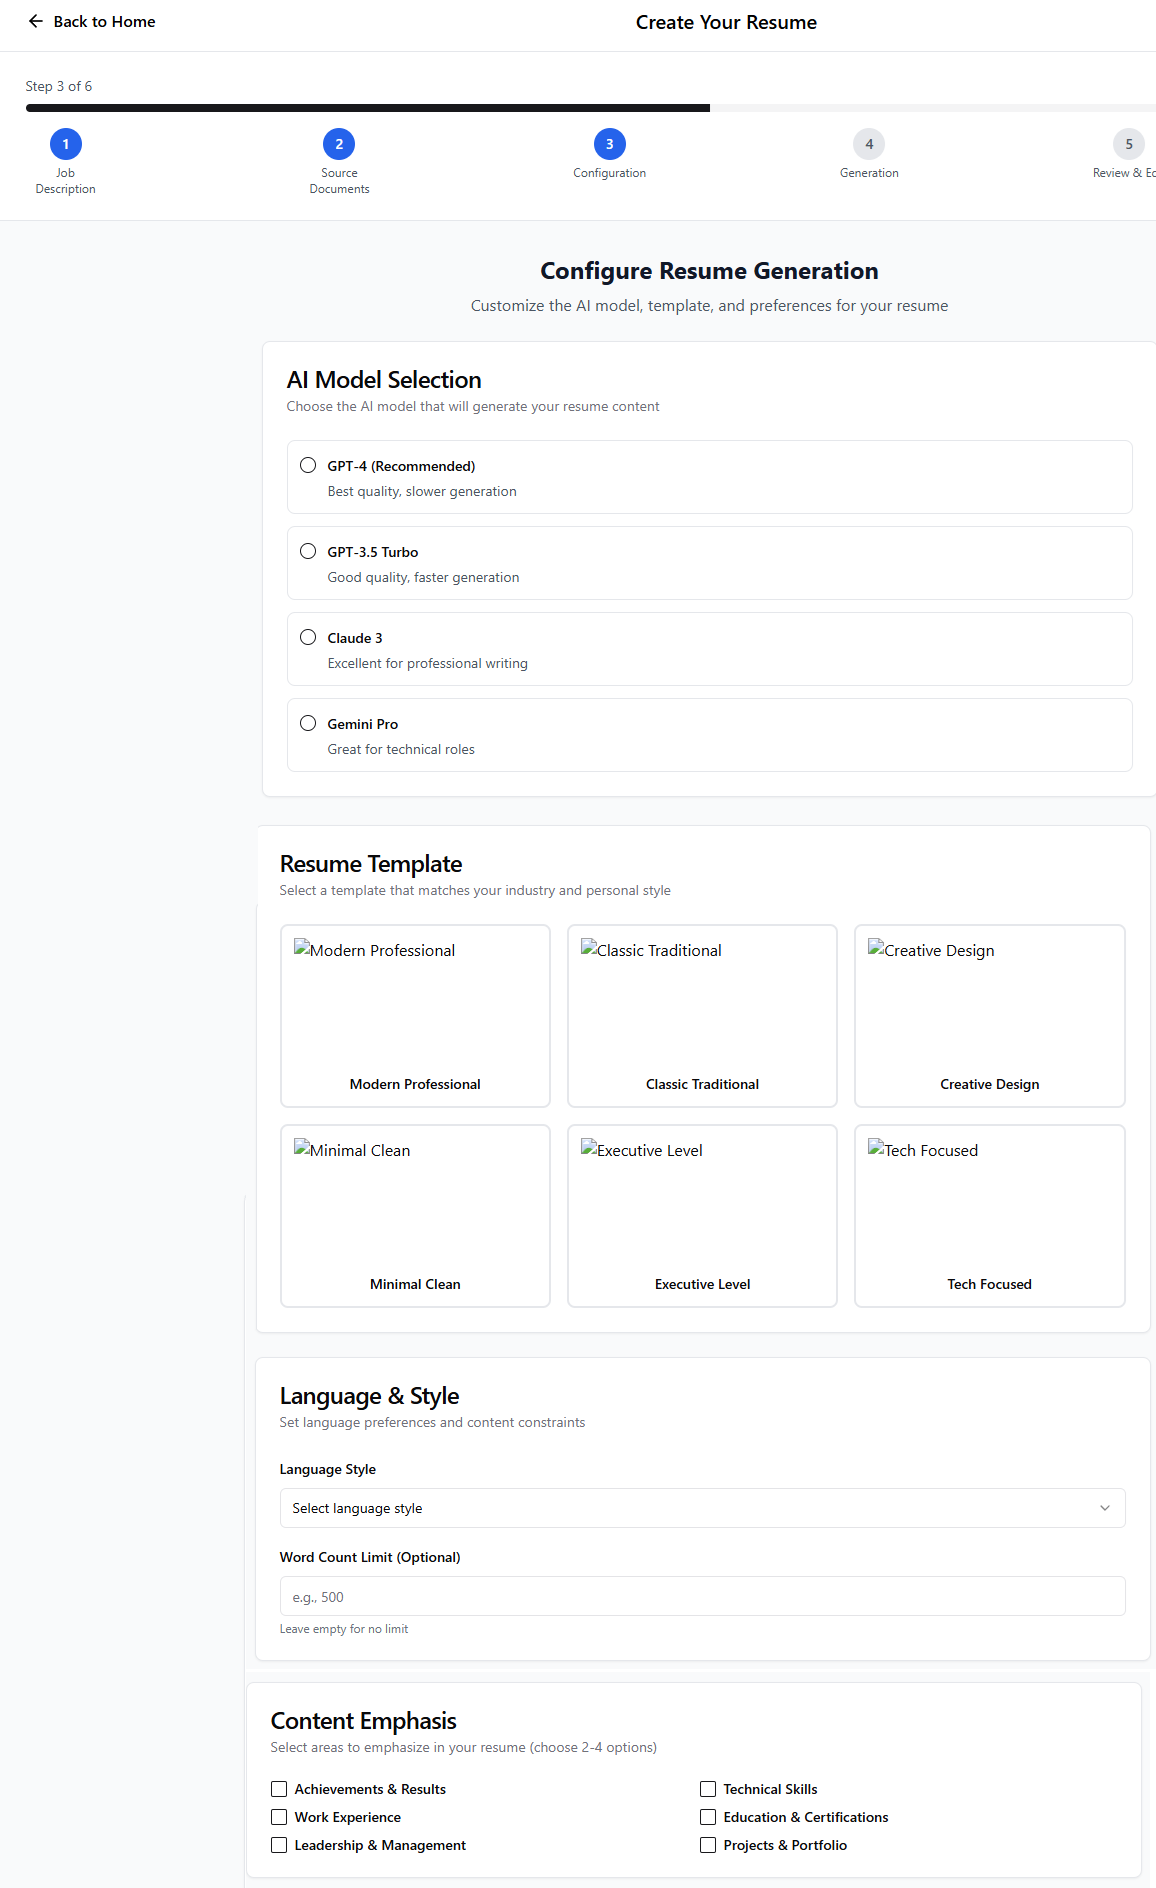 Back to Home
Create Your Resume
Step 3 of 6
1
2
3
4
5
Job
Description
Source
Documents
Configuration
Generation
Review & Ec
Configure Resume Generation
Customize the AI model, template, and preferences for your resume
AI Model Selection
Choose the AI model that will generate your resume content
GPT-4 (Recommended)
Best quality, slower generation
GPT-3.5 Turbo
Good quality, faster generation
Claude 3
Excellent for professional writing
Gemini Pro
Great for technical roles
Resume Template
Select a template that matches your industry and personal style
Modern Professional
Classic Traditional
Creative Design
Modern Professional
Classic Traditional
Creative Design
Minimal Clean
Executive Level
Tech Focused
Minimal Clean
Executive Level
Tech Focused
Language & Style
Set language preferences and content constraints
Language Style
Select language style
Word Count Limit (Optional)
e.g., 500
Leave empty for no limit
Content Emphasis
Select areas to emphasize in your resume (choose 2-4 options)
Achievements & Results
Technical Skills
Work Experience
Education & Certifications
Leadership & Management
Projects & Portfolio